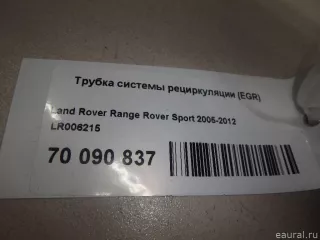 Трубка системы рециркуляции (EGR)
Land Rover Range Rover Sport 2005-2012
LR006215
70 090 837
eaural.ru